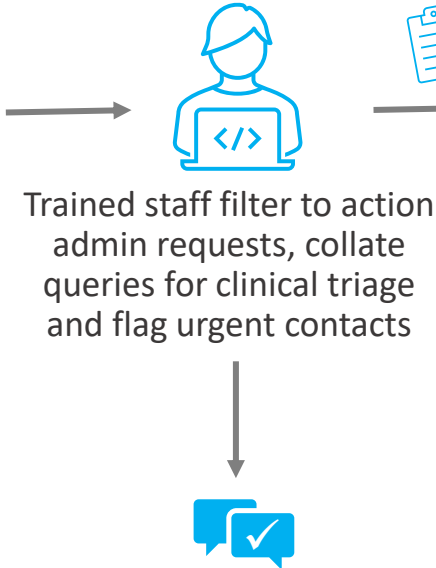 </>
Trained staff filter to action
admin requests, collate
queries for clinical triage
and flag urgent contacts